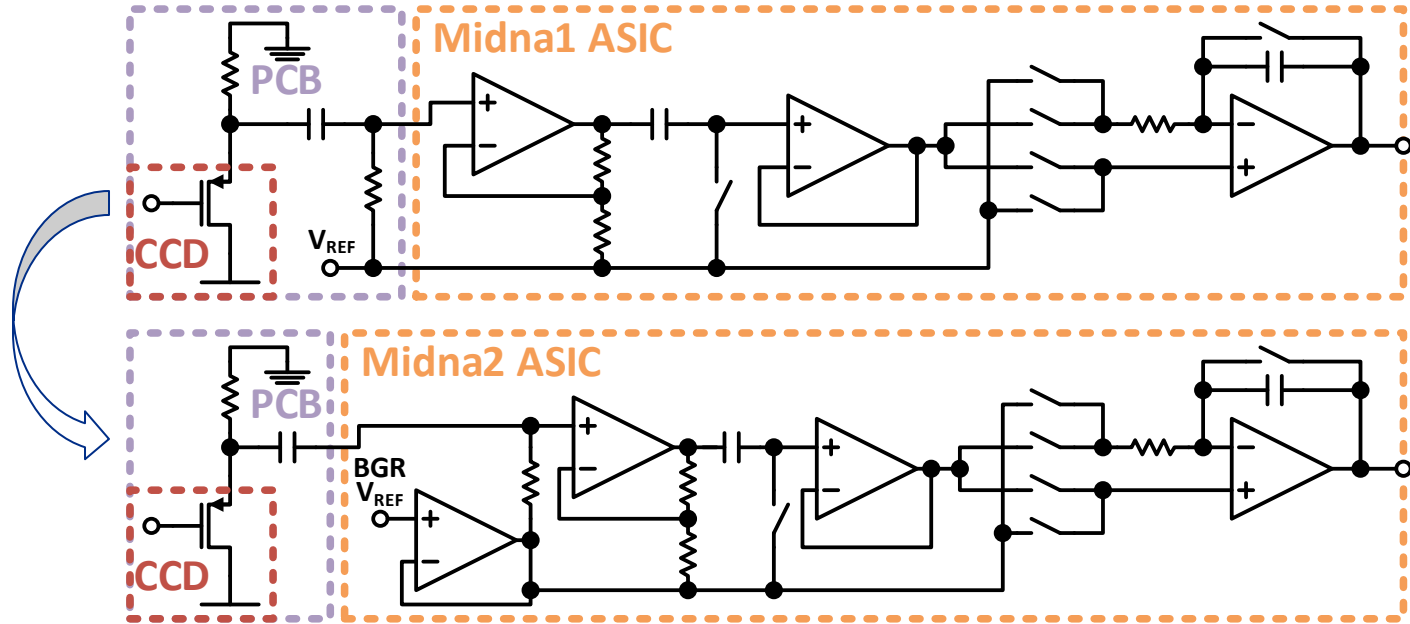 Midna1 ASIC
PCB
+
−
+
−
−
+
CCD
VREF
Midna2 ASIC
PCB
+
−
+
−
−
+
BGR
VREF
+
−
CCD